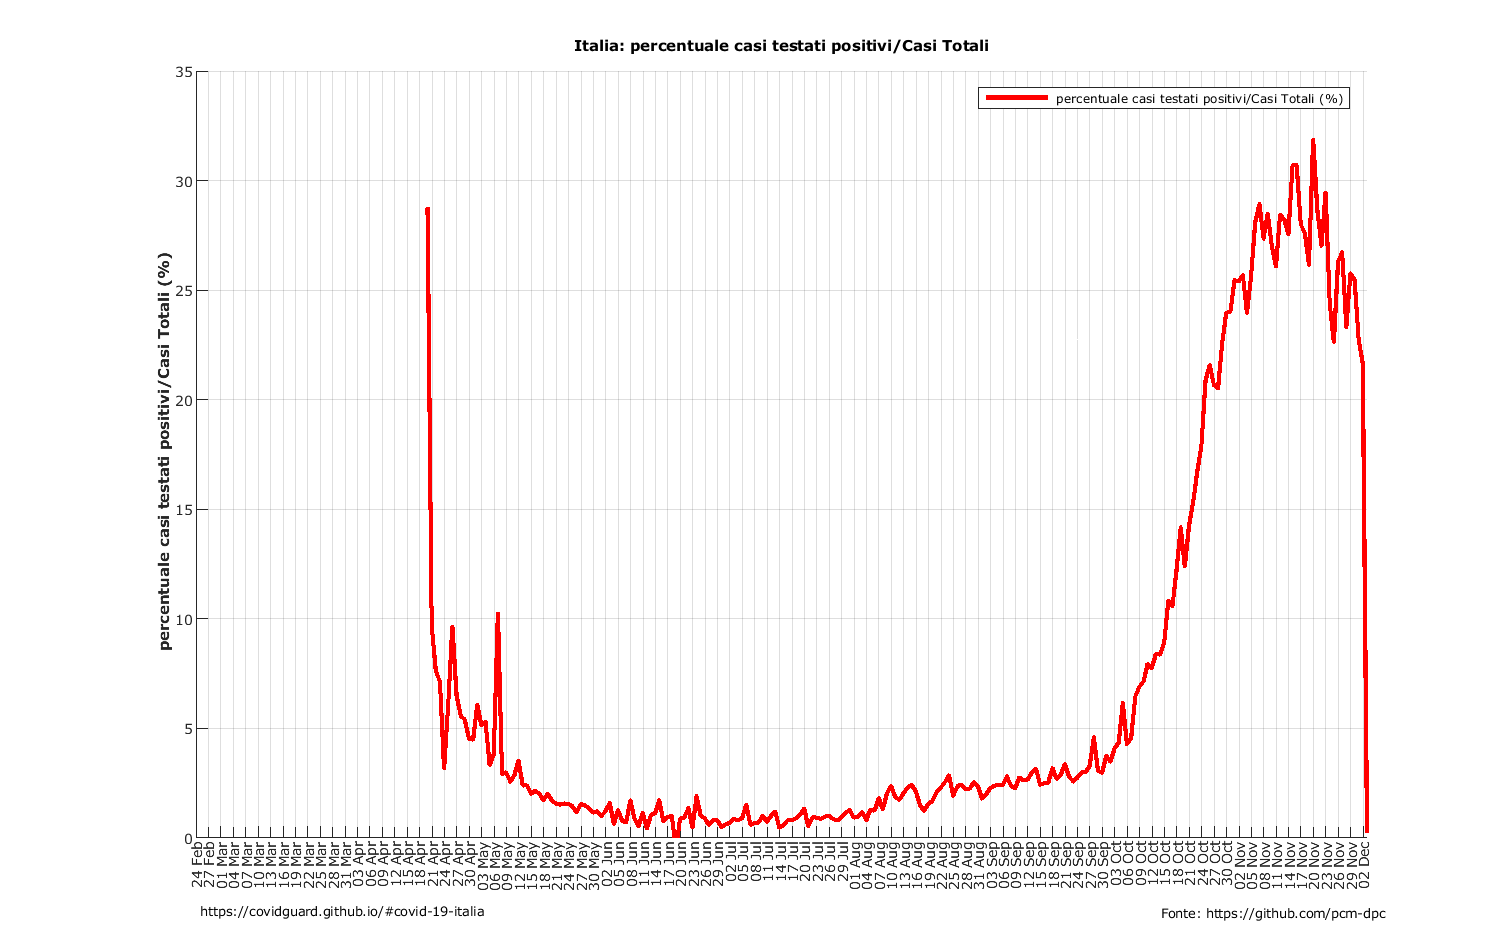 Italia: percentuale casi testati positivi/Casi Totali
percentuale casi testati positivi/Casi Totali (%)
percentuale casi testati positivi/Casi Totali (%)
35
30
25
20
15
10
5
0
24 Feb
27 Feb
01 Mar
04 Mar
07 Mar
10 Mar
13 Mar
16 Mar
19 Mar
22 Mar
25 Mar
28 Mar
31 Mar
03 Apr
06 Apr
09 Apr
12 Apr
15 Apr
18 Apr
21 Apr
24 Apr
27 Apr
30 Apr
03 May
06 May
09 May
12 May
15 May
18 May
21 May
24 May
27 May
30 May
02 Jun
05 Jun
08 Jun
11 Jun
14 Jun
17 Jun
20 Jun
23 Jun
26 Jun
29 Jun
02 Jul
05 Jul
08 Jul
11 Jul
14 Jul
17 Jul
20 Jul
23 Jul
26 Jul
29 Jul
01 Aug
04 Aug
07 Aug
10 Aug
13 Aug
16 Aug
19 Aug
22 Aug
25 Aug
28 Aug
31 Aug
03 Sep
06 Sep
09 Sep
12 Sep
15 Sep
18 Sep
21 Sep
24 Sep
27 Sep
30 Sep
03 Oct
06 Oct
09 Oct
12 Oct
15 Oct
18 Oct
21 Oct
24 Oct
27 Oct
30 Oct
02 Nov
05 Nov
08 Nov
11 Nov
14 Nov
17 Nov
20 Nov
23 Nov
26 Nov
29 Nov
02 Dec
https://covidguard.github.io/#covid-19-italia
Fonte: https://github.com/pcm-dpc